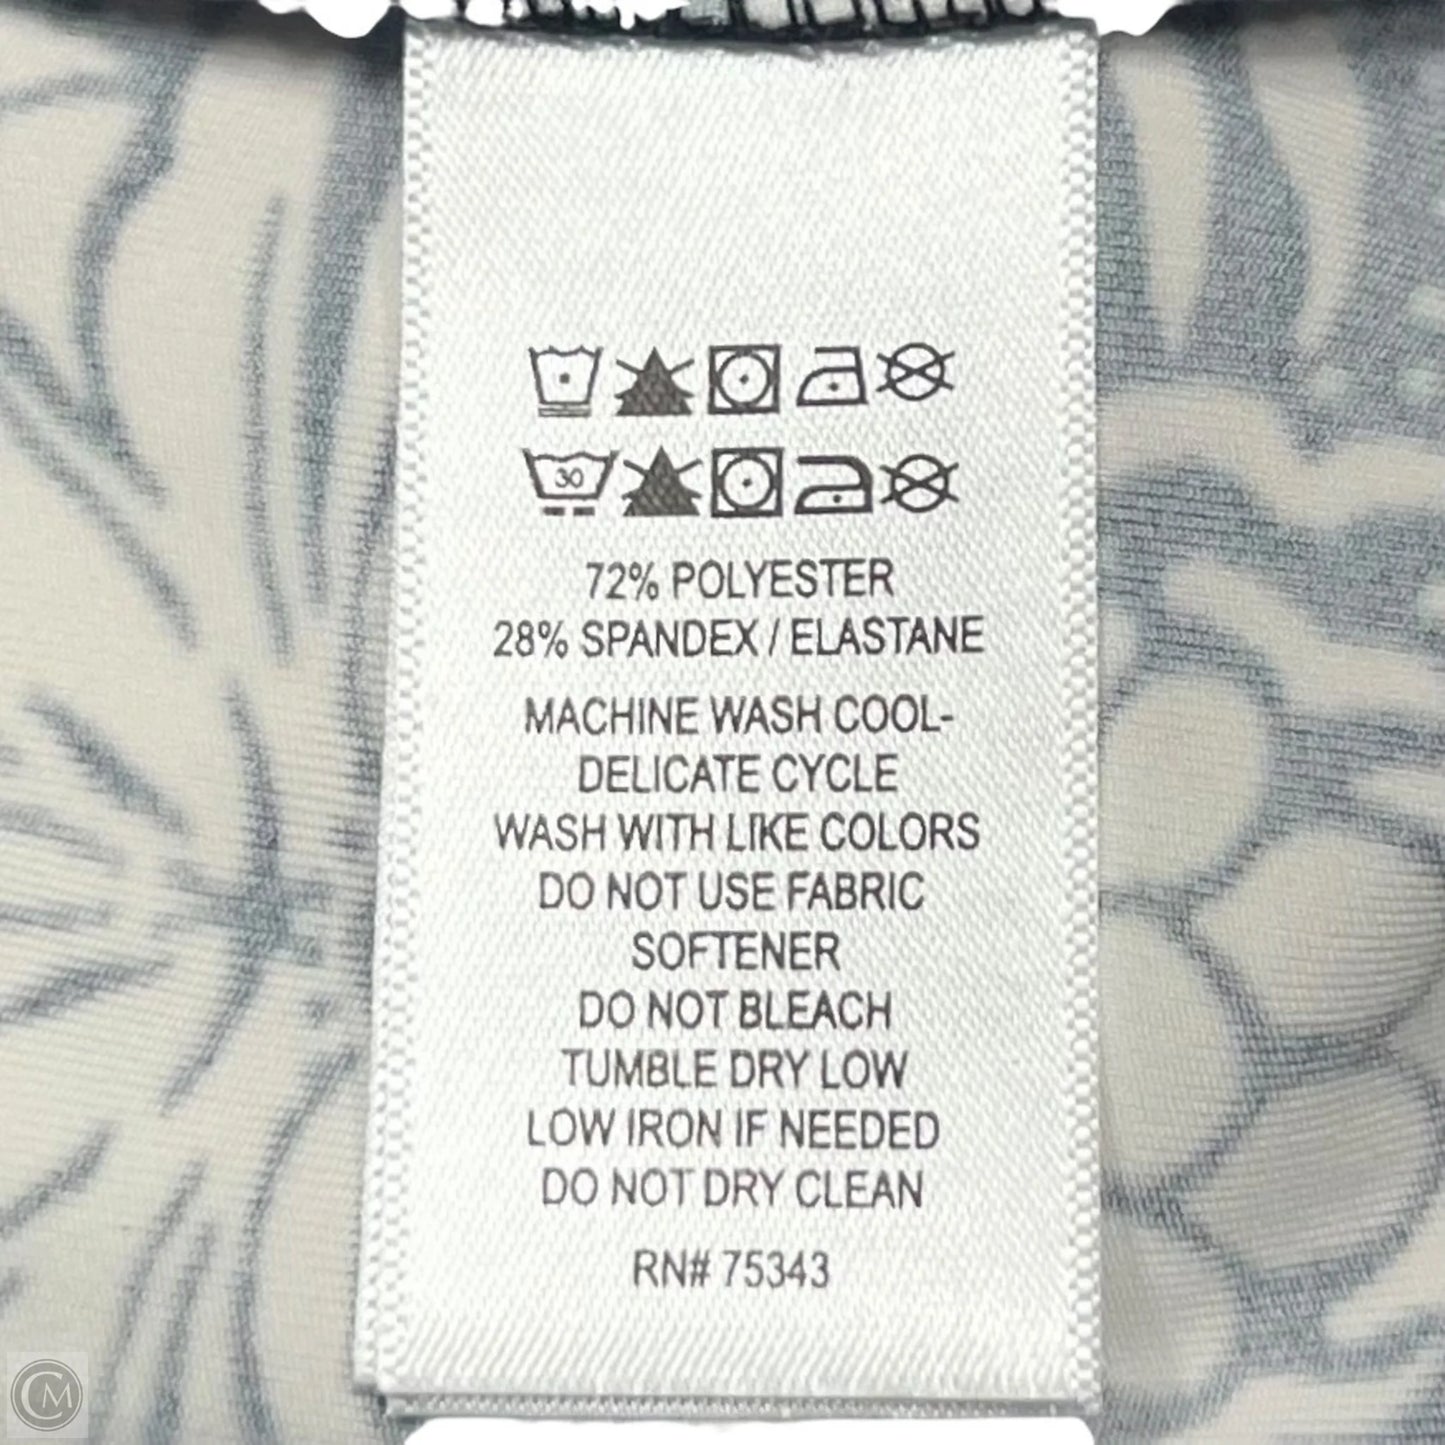 30
72% POLYESTER
28% SPANDEX / ELASTANE
MACHINE WASH COOL-
DELICATE CYCLE
WASH WITH LIKE COLORS
DO NOT USE FABRIC
SOFTENER
DO NOT BLEACH
TUMBLE DRY LOW
LOW IRON IF NEEDED
DO NOT DRY CLEAN
RN# 75343
CM